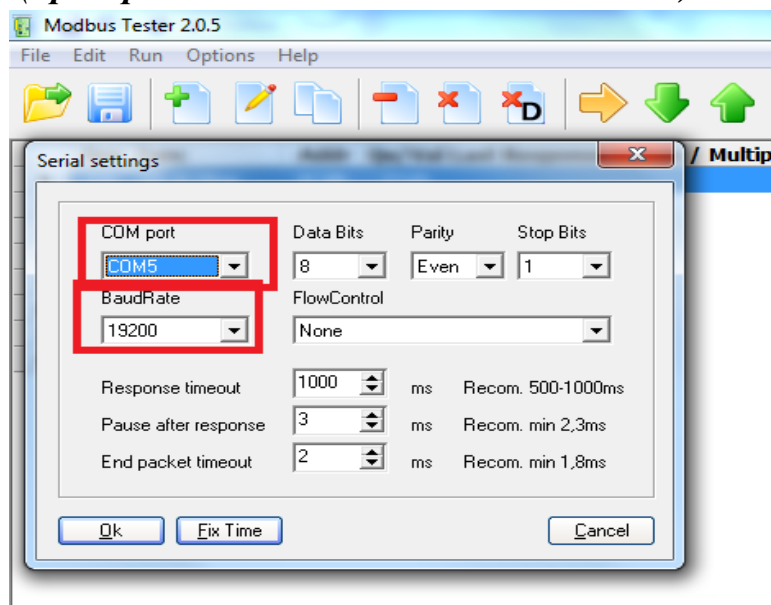 Modbus Tester 2.0.5
File Edit Run Options Help
D
Serial settings
/ Multip
COM port Data Bits Parity Stop Bits
COM5 8 Even 1
BaudRate FlowControl
19200 None
Response timeout 1000 ms Recom. 500-1000ms
Pause after response 3 ms Recom. min 2,3ms
End packet timeout 2 ms Recom. min 1,8ms
Ok Fix Time Cancel